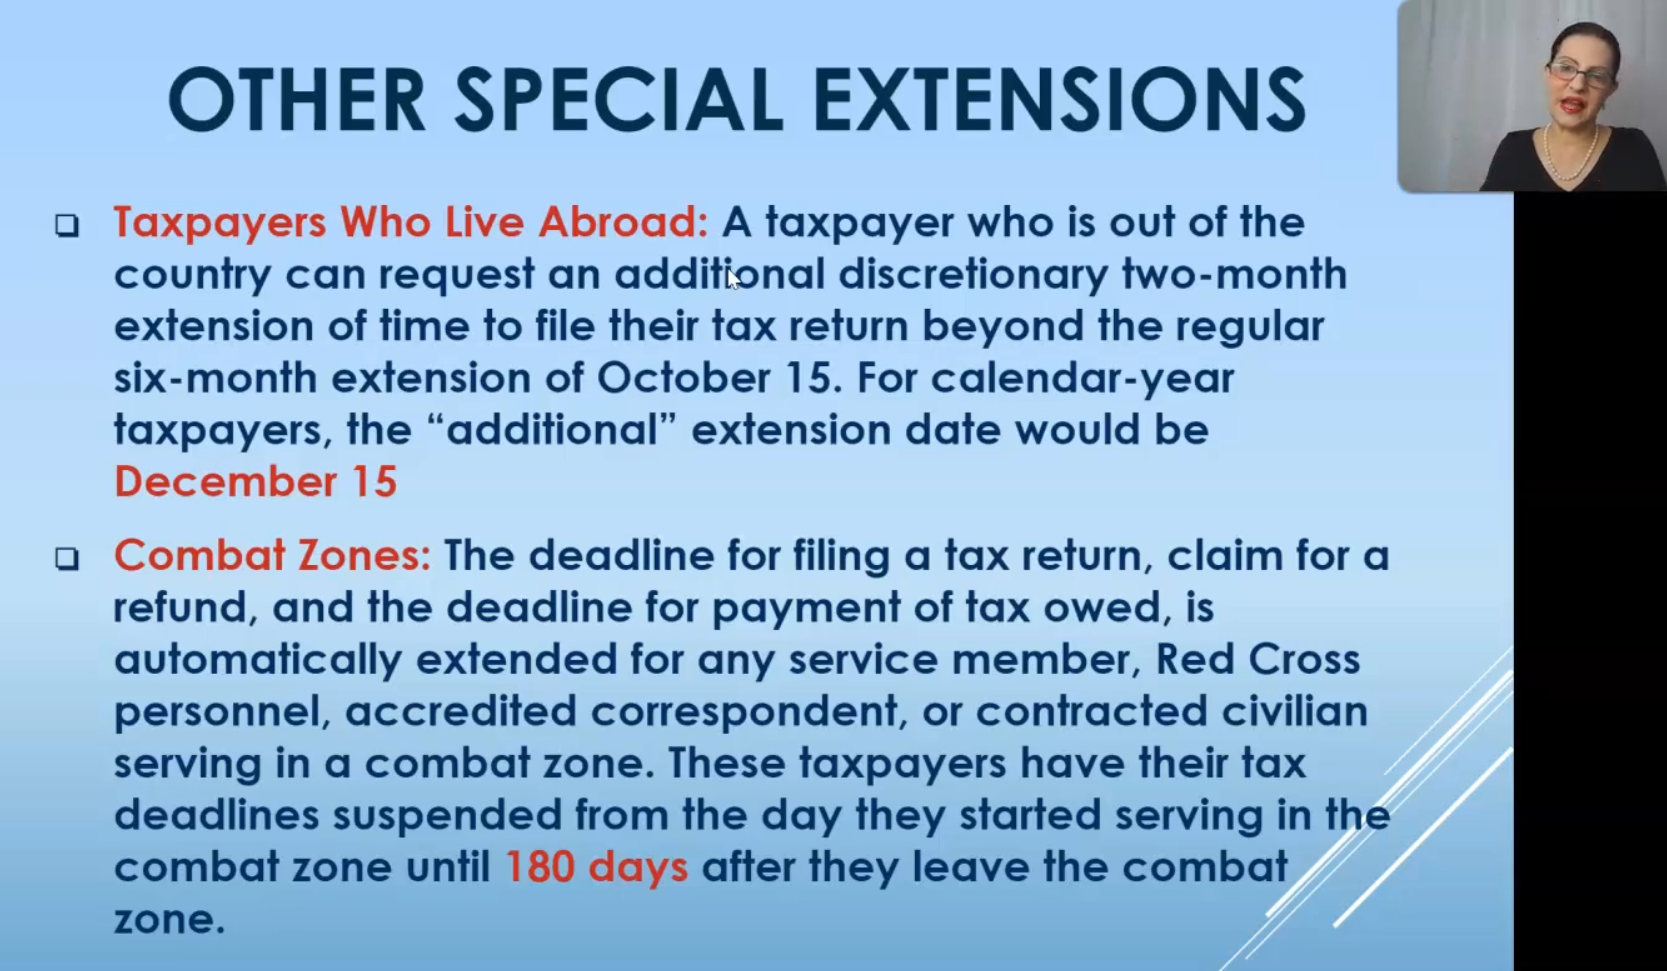 OTHER SPECIAL EXTENSIONS
Taxpayers Who Live Abroad: A taxpayer who is out of the
country can request an additional discretionary two-month
extension of time to file their tax return beyond the regular
six-month extension of October 15. For calendar-year
taxpayers, the “additional” extension date would be
December 15
Combat Zones: The deadline for filing a tax return, claim for a
refund, and the deadline for payment of tax owed, is
automatically extended for any service member, Red Cross
personnel, accredited correspondent, or contracted civilian
serving in a combat zone. These taxpayers have their tax
deadlines suspended from the day they started serving in the
combat zone until 180 days after they leave the combat
zone.